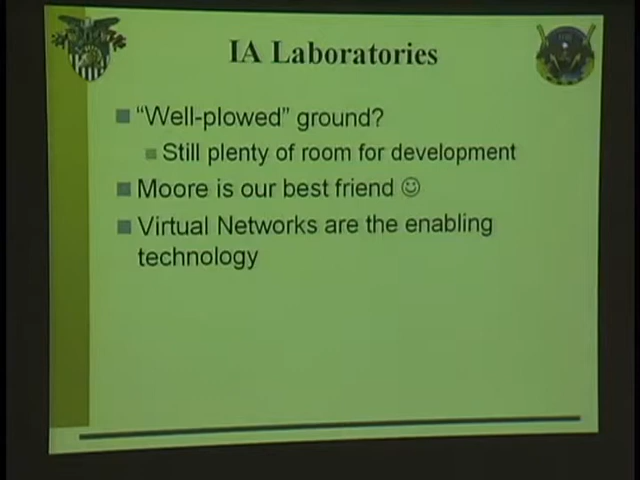 IA Laboratories
“Well-plowed” ground?
Still plenty of room for development
Moore is our best friend ☺
Virtual Networks are the enabling
technology